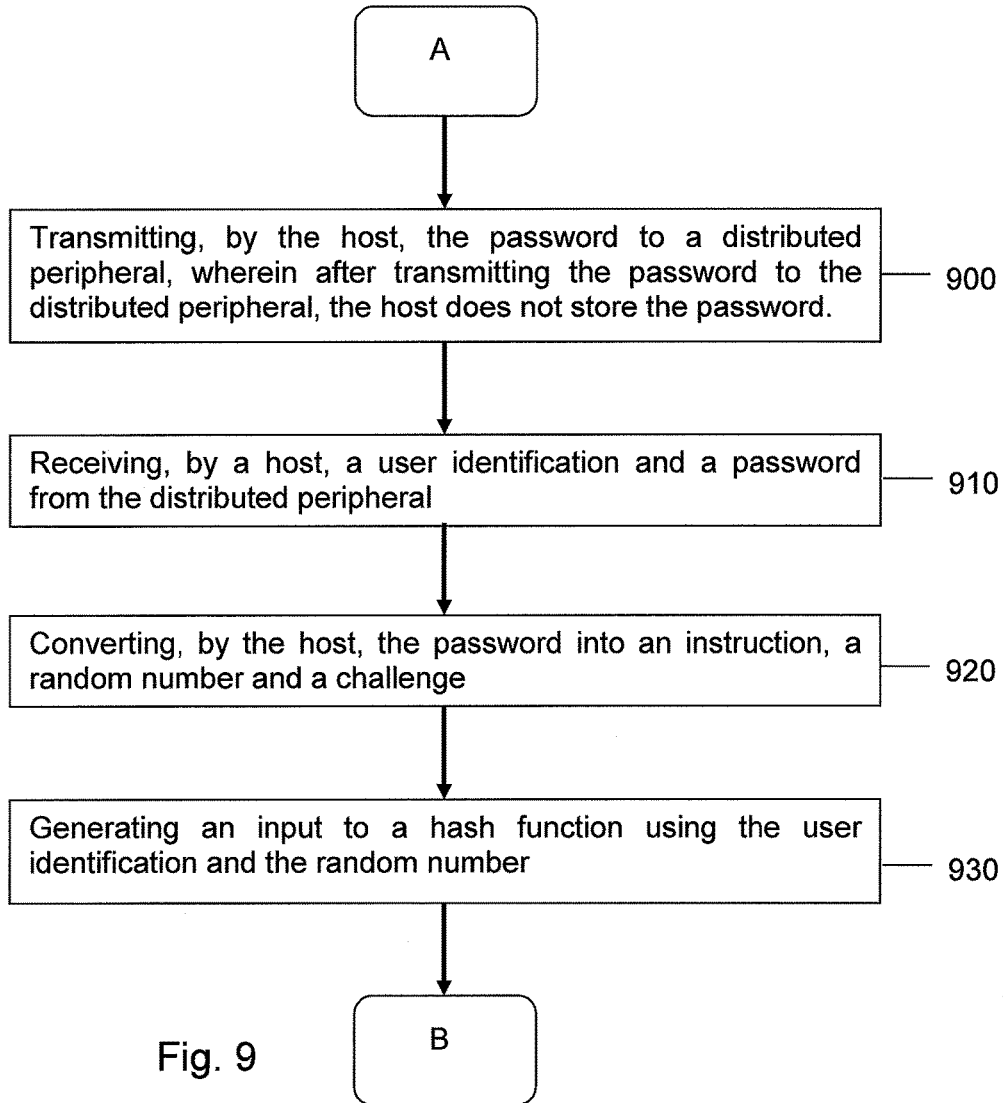 A
Transmitting, by the host, the password to a distributed
peripheral, wherein after transmitting the password to the
distributed peripheral, the host does not store the password.
900
Receiving, by a host, a user identification and a password
from the distributed peripheral
910
Converting, by the host, the password into an instruction, a
random number and a challenge
920
Generating an input to a hash function using the user
identification and the random number
930
B
Fig. 9